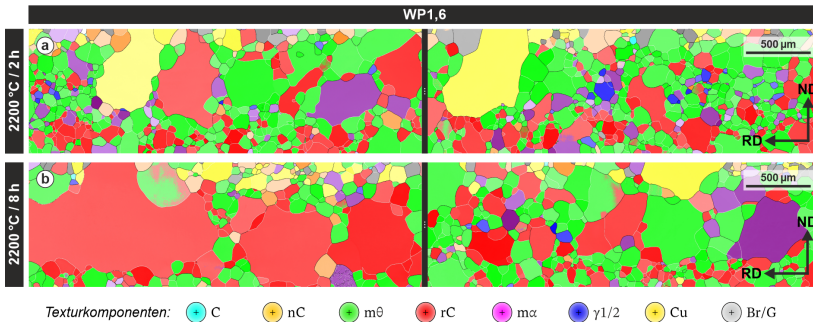 WP1,6
2200 °C / 2 h
a
500 µm
ND
RD
2200 °C / 8 h
b
500 µm
ND
RD
Texturkomponenten: C nC mθ rC mα γ1/2 Cu Br/G